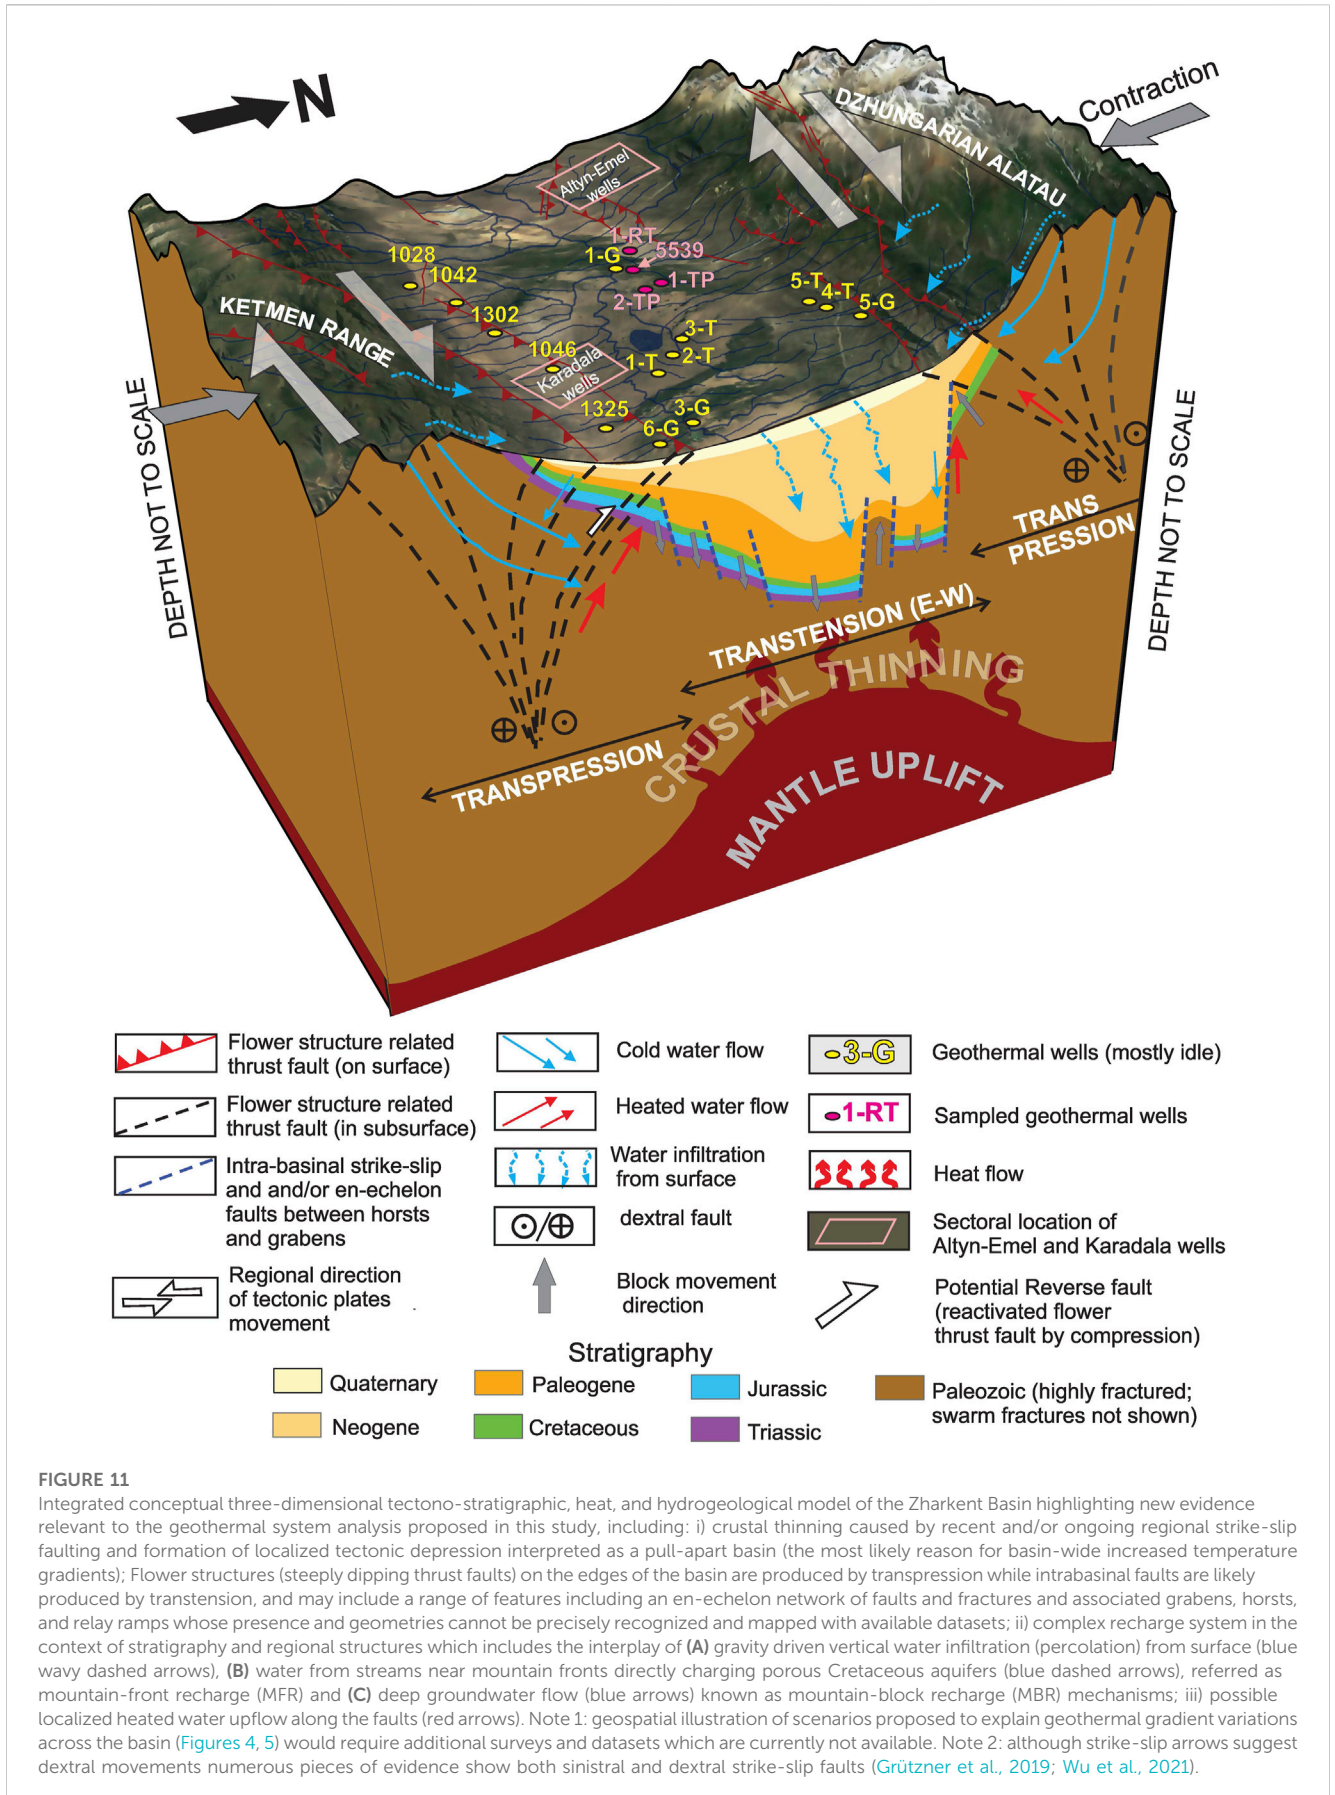 N
Contraction
DZHUNGARIAN ALATAU
Altyn-Emel
wells
1-RT
5539
1-G
1-TP
2-TP
1028
1042
1302
1046
KETMEN RANGE
5-T
4-T
5-G
3-T
2-T
1-T
Karadala
wells
1325
3-G
6-G
DEPTH NOT TO SCALE
DEPTH NOT TO SCALE
TRANS
PRESSION
TRANSTENSION (E-W)
CRUSTAL THINNING
TRANSPRESSION
MANTLE UPLIFT
Flower structure related
thrust fault (on surface)
Flower structure related
thrust fault (in subsurface)
Intra-basinal strike-slip
and and/or en-echelon
faults between horsts
and grabens
Regional direction
of tectonic plates
movement
Cold water flow
Heated water flow
Water infiltration
from surface
dextral fault
Block movement
direction
3-G
Geothermal wells (mostly idle)
1-RT
Sampled geothermal wells
Heat flow
Sectoral location of
Altyn-Emel and Karadala wells
Potential Reverse fault
(reactivated flower
thrust fault by compression)
Stratigraphy
Quaternary
Neogene
Paleogene
Cretaceous
Jurassic
Triassic
Paleozoic (highly fractured;
swarm fractures not shown)
FIGURE 11
Integrated conceptual three-dimensional tectono-stratigraphic, heat, and hydrogeological model of the Zharkent Basin highlighting new evidence
relevant to the geothermal system analysis proposed in this study, including: i) crustal thinning caused by recent and/or ongoing regional strike-slip
faulting and formation of localized tectonic depression interpreted as a pull-apart basin (the most likely reason for basin-wide increased temperature
gradients); Flower structures (steeply dipping thrust faults) on the edges of the basin are produced by transpression while intrabasinal faults are likely
produced by transtension, and may include a range of features including an en-echelon network of faults and fractures and associated grabens, horsts,
and relay ramps whose presence and geometries cannot be precisely recognized and mapped with available datasets; ii) complex recharge system in the
context of stratigraphy and regional structures which includes the interplay of (A) gravity driven vertical water infiltration (percolation) from surface (blue
wavy dashed arrows), (B) water from streams near mountain fronts directly charging porous Cretaceous aquifers (blue dashed arrows), referred as
mountain-front recharge (MFR) and (C) deep groundwater flow (blue arrows) known as mountain-block recharge (MBR) mechanisms; iii) possible
localized heated water upflow along the faults (red arrows). Note 1: geospatial illustration of scenarios proposed to explain geothermal gradient variations
across the basin (Figures 4, 5) would require additional surveys and datasets which are currently not available. Note 2: although strike-slip arrows suggest
dextral movements numerous pieces of evidence show both sinistral and dextral strike-slip faults (Grützner et al., 2019; Wu et al., 2021).